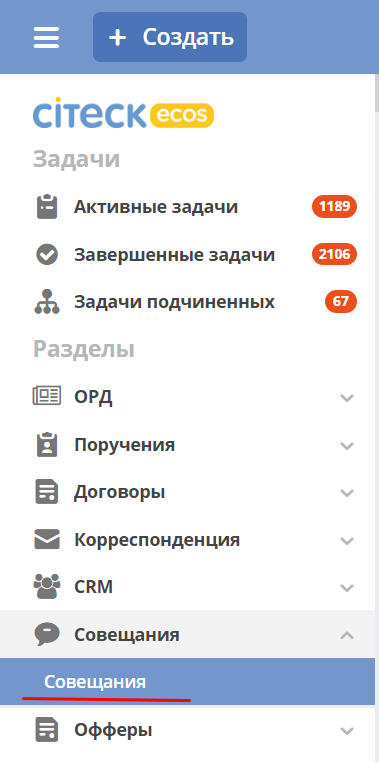 Создать
citeck ecos
Задачи
Активные задачи 1189
Завершенные задачи 2106
Задачи подчиненных 67
Разделы
ОРД
Поручения
Договоры
Корреспонденция
CRM
Совещания
Совещания
Офферы